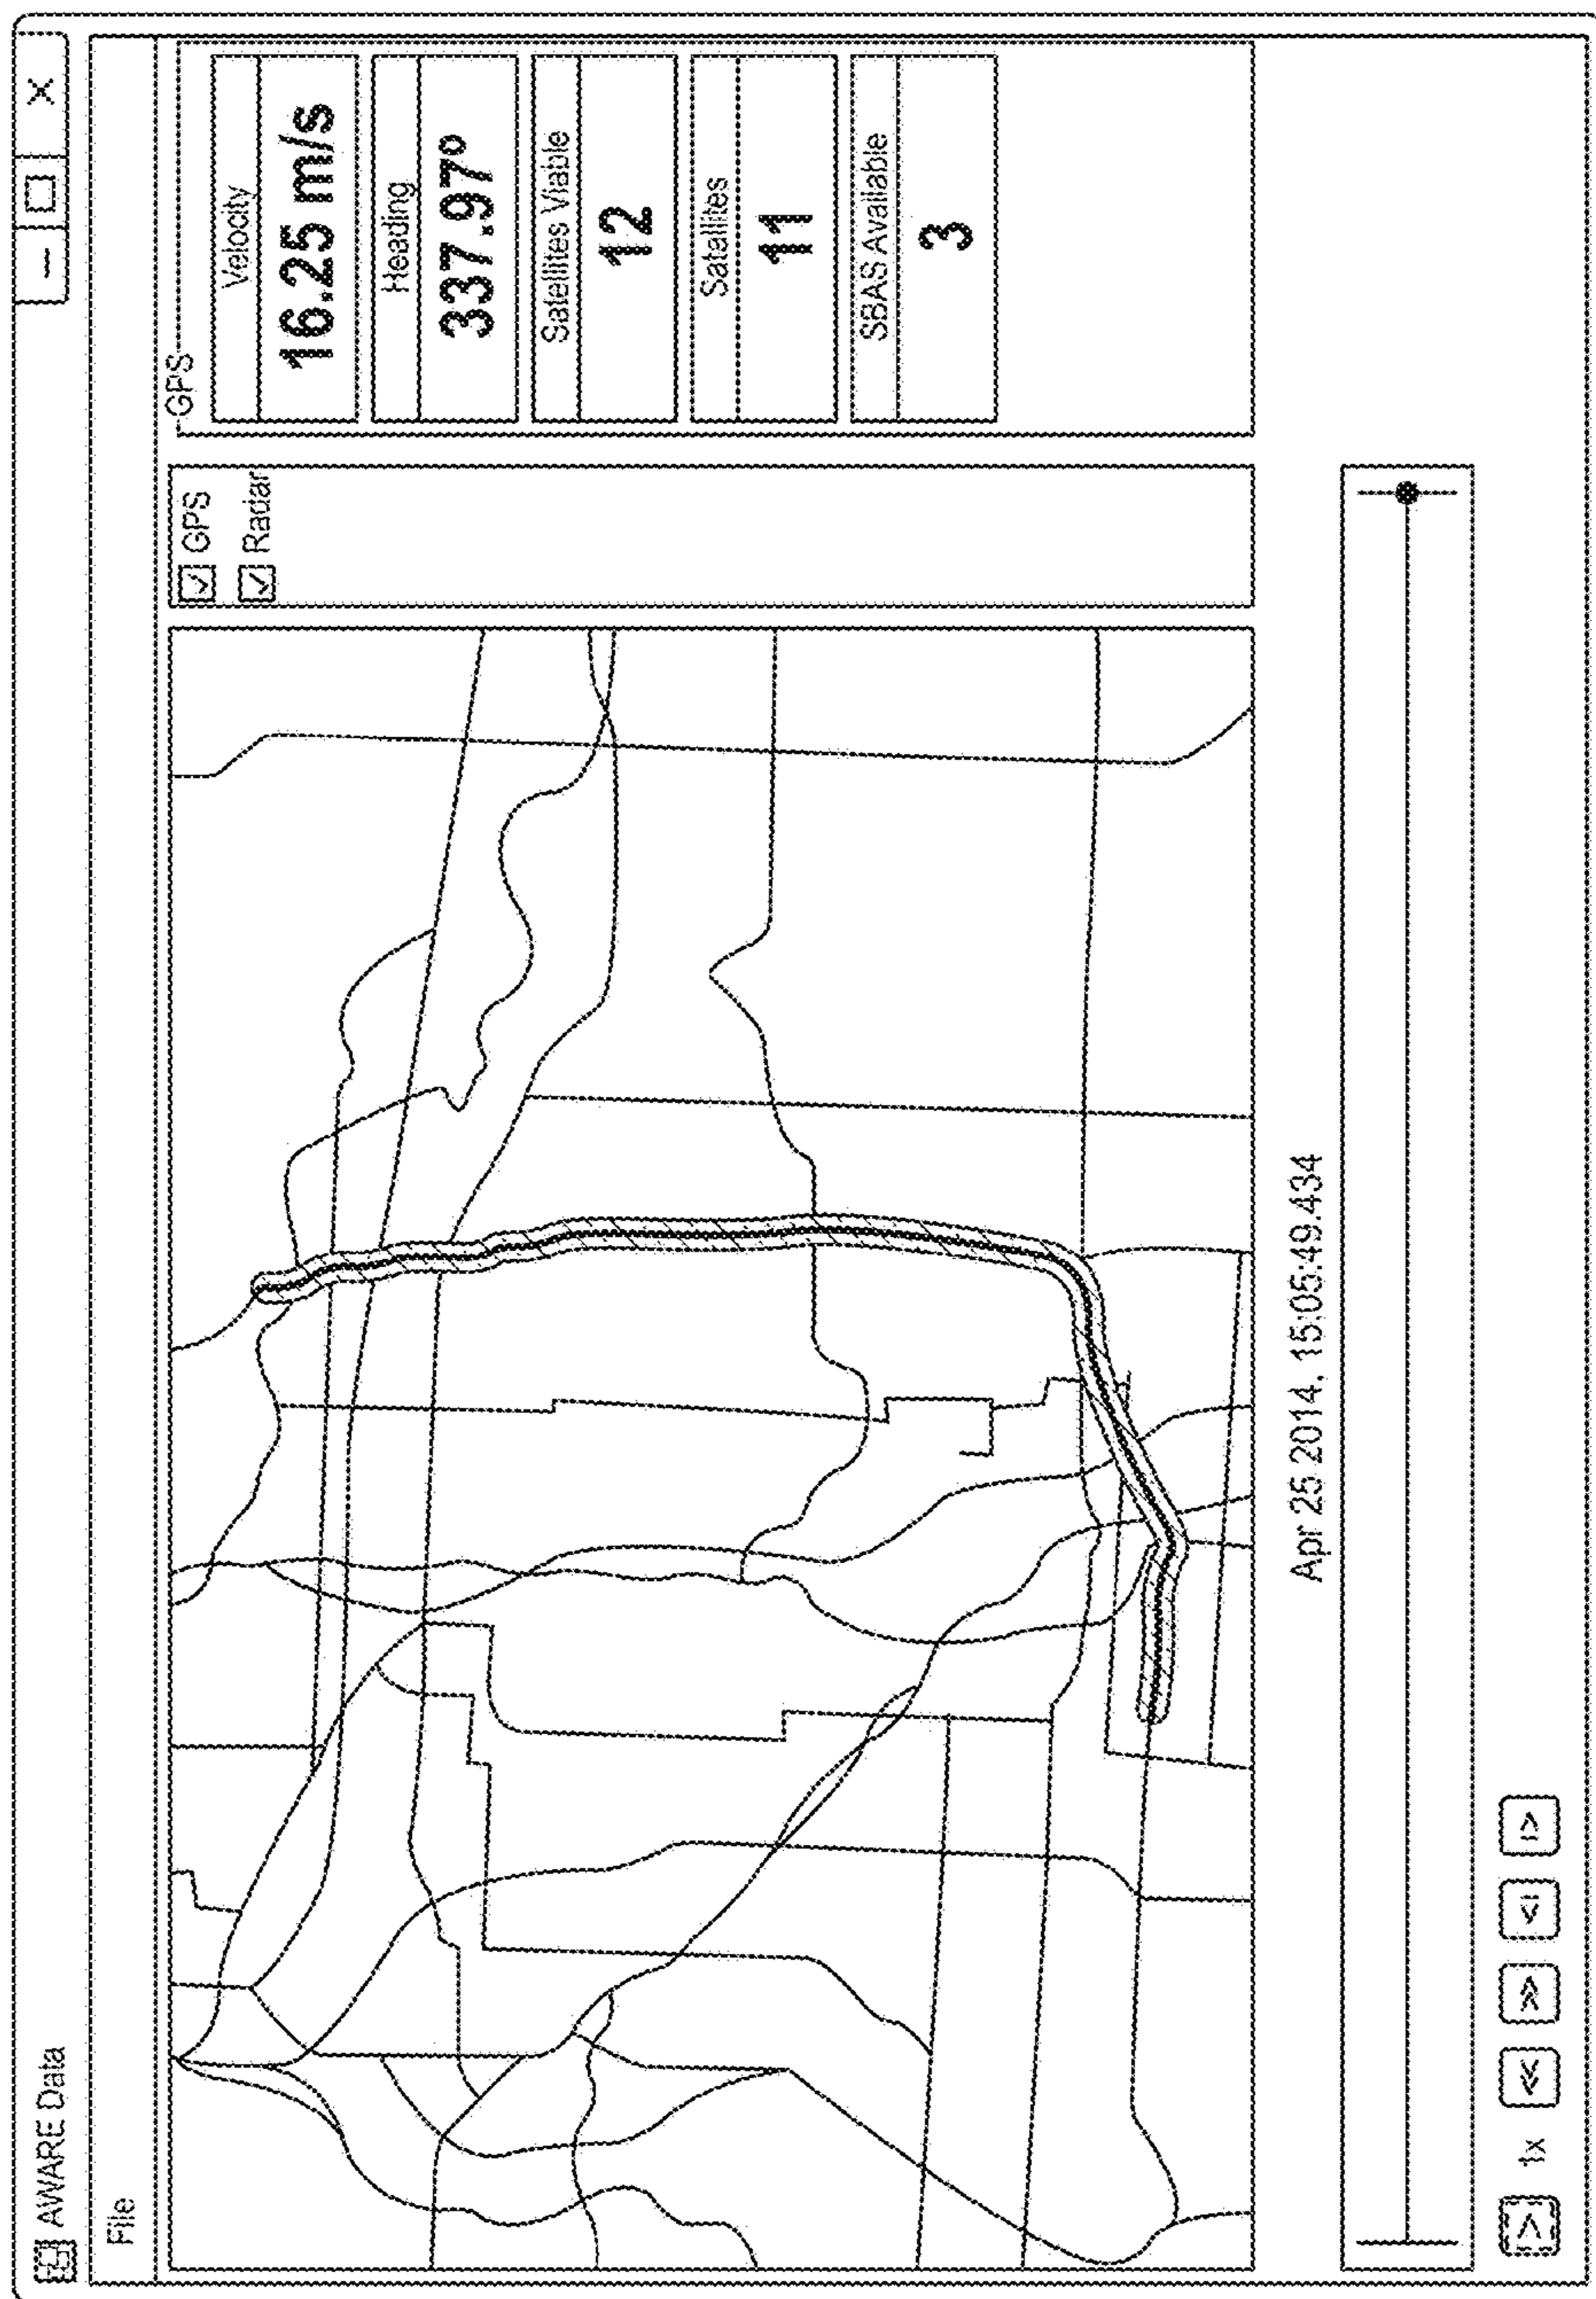 AWARE Data
File
GPS
Radar
GPS
Velocity
16.25 m/s
Heading
337.97°
Satellites Viable
12
Satallites
11
SBAS Available
3
Apr 25 2014, 15:05:49.434
1x